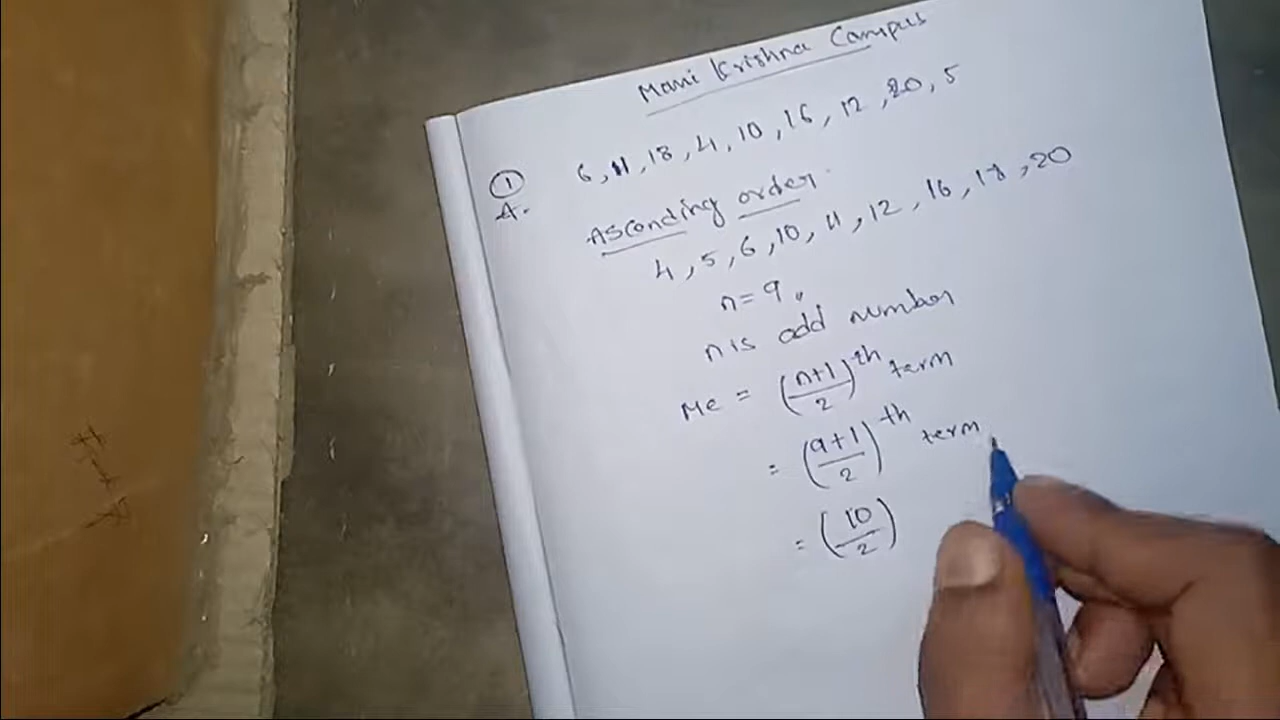 Mani Krishna Campus
① 6, 11, 18, 4, 10, 16, 12, 20, 5
A.
Asconding order.
4, 5, 6, 10, 11, 12, 16, 18, 20
n = 9,,
n is odd number
Me = (n+1/2)th term
= (9+1/2)th term
= (10/2)